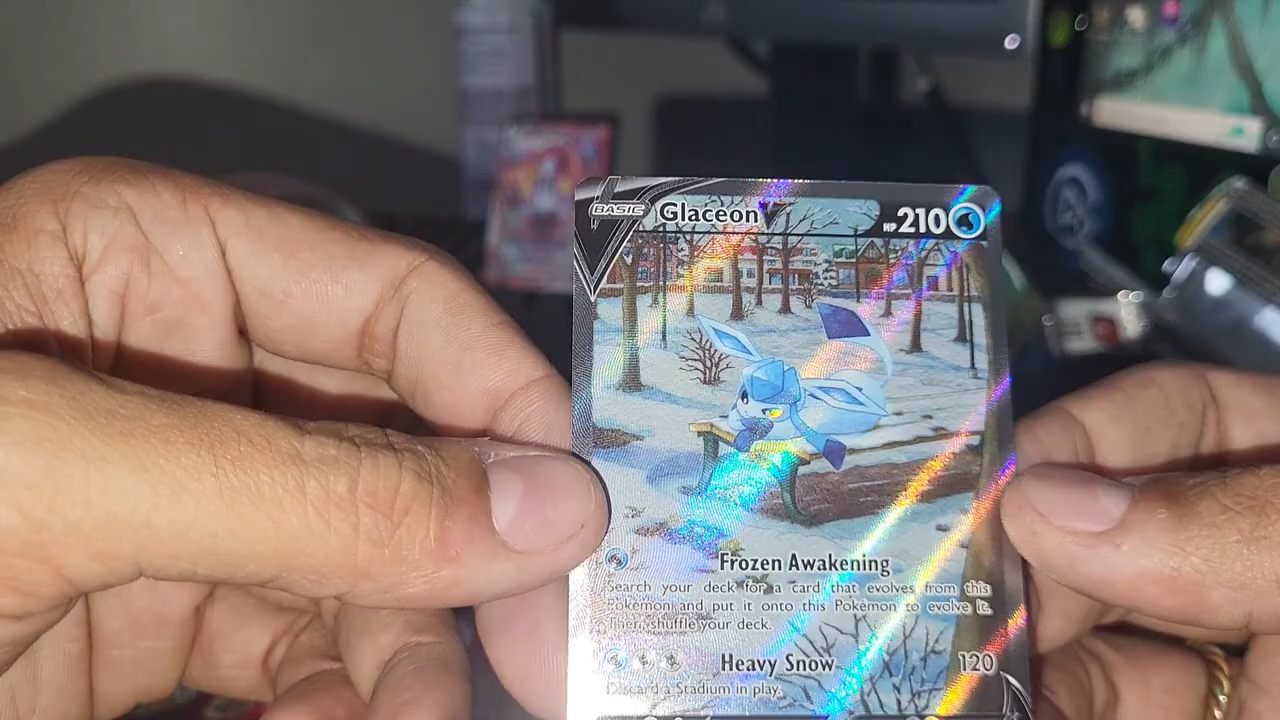 BASIC Glaceon V HP 210
Frozen Awakening
Search your deck for a card that evolves from this
Pokémon and put it onto this Pokémon to evolve it.
Then, shuffle your deck.
Heavy Snow 120
Discard a Stadium in play.